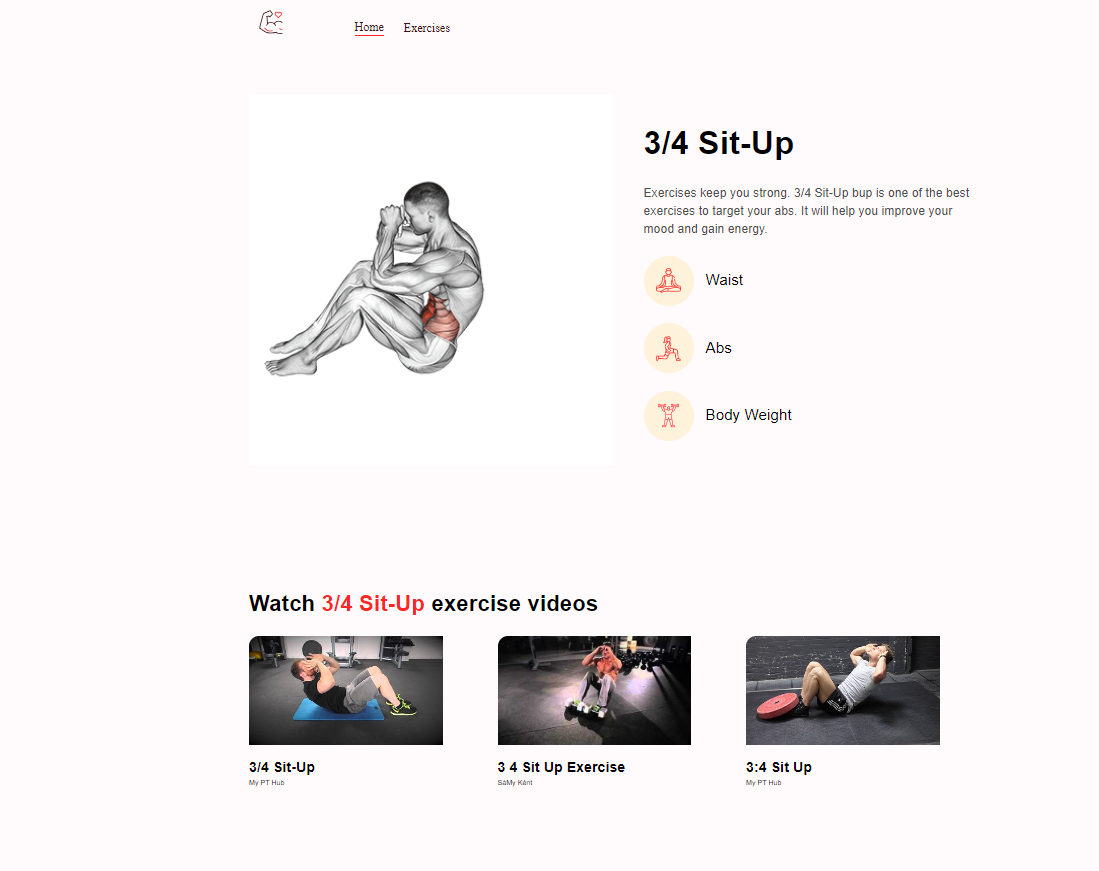 Home
Exercises
3/4 Sit-Up
Exercises keep you strong. 3/4 Sit-Up bup is one of the best
exercises to target your abs. It will help you improve your
mood and gain energy.
Waist
Abs
Body Weight
Watch 3/4 Sit-Up exercise videos
3/4 Sit-Up
My PT Hub
3 4 Sit Up Exercise
SàMy Kànt
3:4 Sit Up
My PT Hub